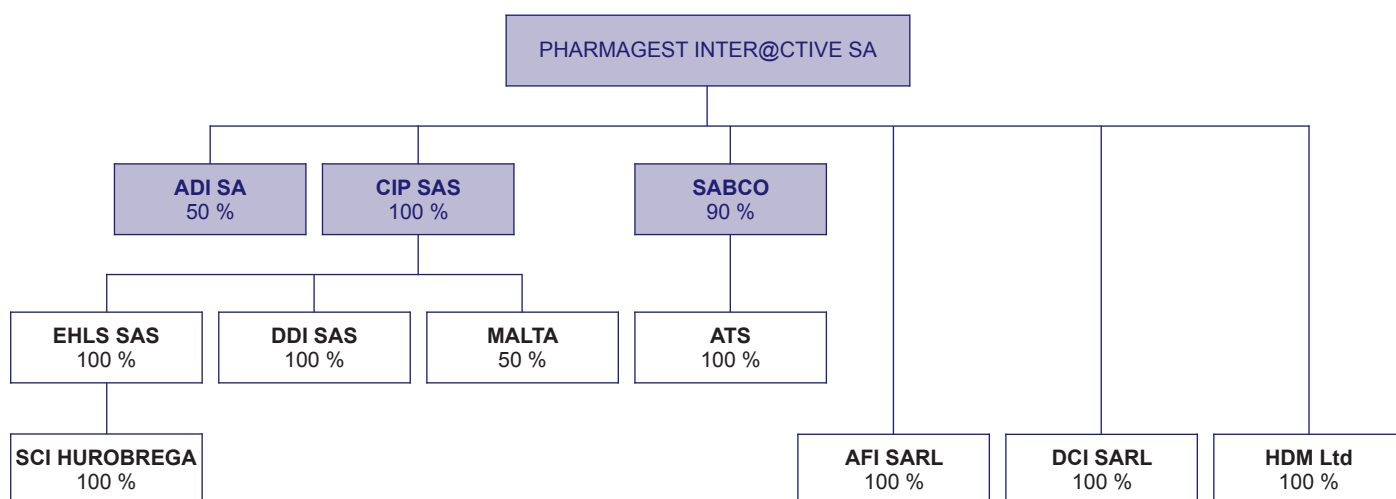 PHARMAGEST INTER@CTIVE SA
ADI SA
50 %
CIP SAS
100 %
SABCO
90 %
EHLS SAS
100 %
DDI SAS
100 %
MALTA
50 %
ATS
100 %
SCI HUROBREGA
100 %
AFI SARL
100 %
DCI SARL
100 %
HDM Ltd
100 %